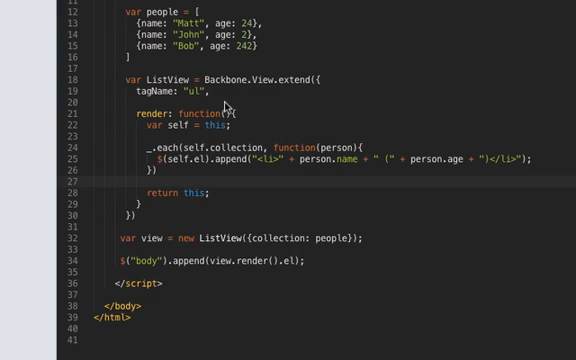 11
12 var people = [
13 {name: "Matt", age: 24},
14 {name: "John", age: 2},
15 {name: "Bob", age: 242}
16 ]
17
18 var ListView = Backbone.View.extend({
19 tagName: "ul",
20
21 render: function(){
22 var self = this;
23
24 _.each(self.collection, function(person){
25 $(self.el).append("<li>" + person.name + " (" + person.age + ")</li>");
26 })
27
28 return this;
29 }
30 })
31
32 var view = new ListView({collection: people});
33
34 $("body").append(view.render().el);
35
36 </script>
37
38 </body>
39 </html>
40
41